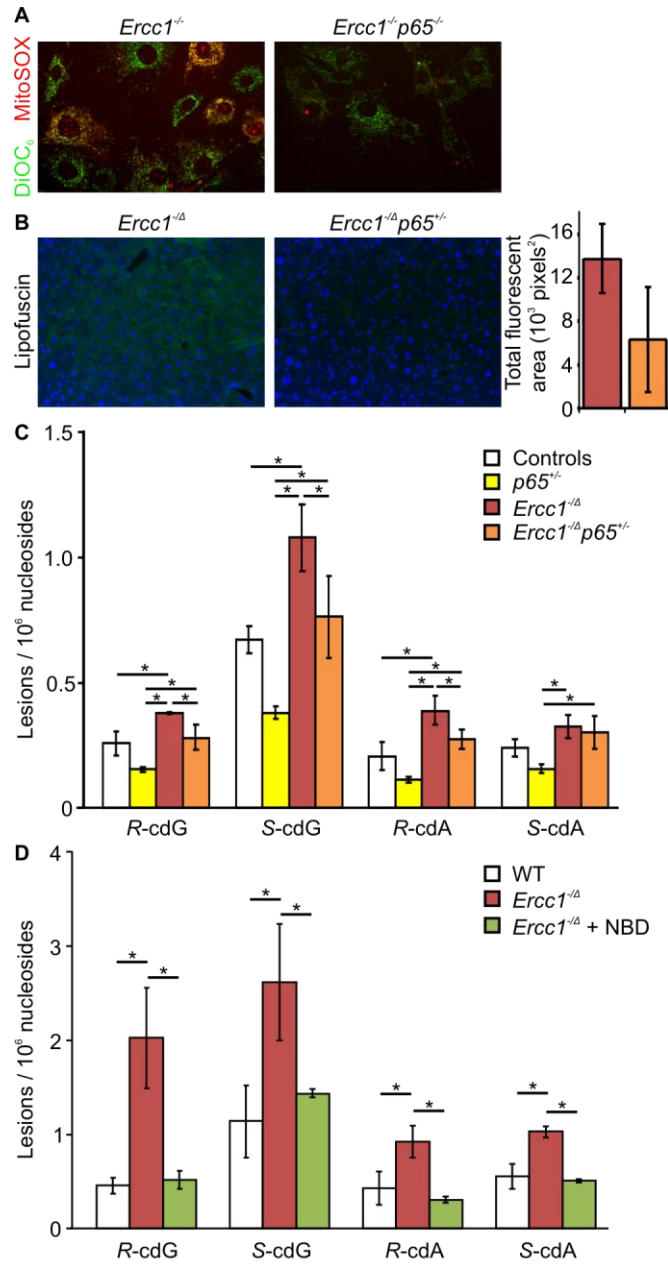 A
Ercc1⁻/⁻
Ercc1⁻/⁻p65⁻/⁻
DiOC₆ MitoSOX
B
Ercc1⁻/Δ
Ercc1⁻/Δp65⁺/⁻
Lipofuscin
Total fluorescent
area (10³ pixels²)
16
12
8
4
0
C
Lesions / 10⁶ nucleosides
1.5
1.0
0.5
0
Controls
p65⁺/⁻
Ercc1⁻/Δ
Ercc1⁻/Δp65⁺/⁻
* * * *
* * * *
* * * *
* *
R-cdG S-cdG R-cdA S-cdA
D
Lesions / 10⁶ nucleosides
4
3
2
1
0
WT
Ercc1⁻/Δ
Ercc1⁻/Δ + NBD
* *
* *
* *
* *
R-cdG S-cdG R-cdA S-cdA